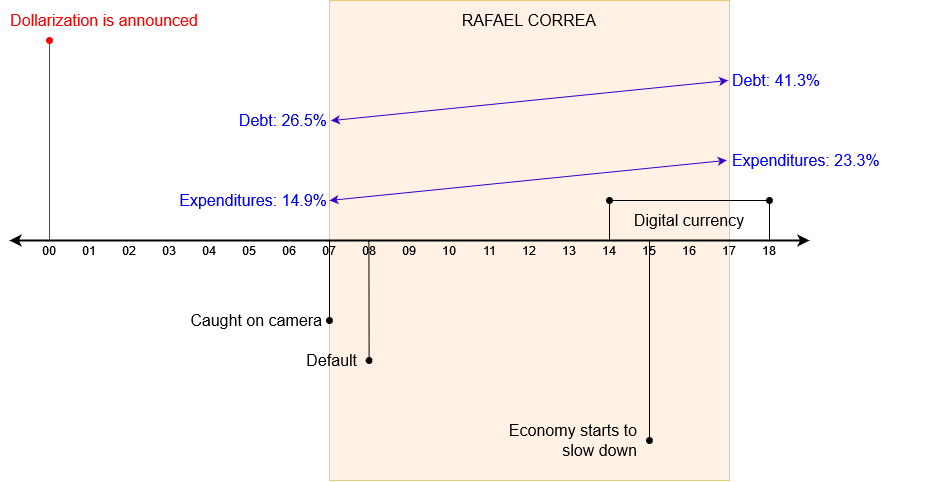 Dollarization is announced
RAFAEL CORREA
Debt: 41.3%
Debt: 26.5%
Expenditures: 23.3%
Expenditures: 14.9%
Digital currency
00 01 02 03 04 05 06 07 08 09 10 11 12 13 14 15 16 17 18
Caught on camera
Default
Economy starts to
slow down